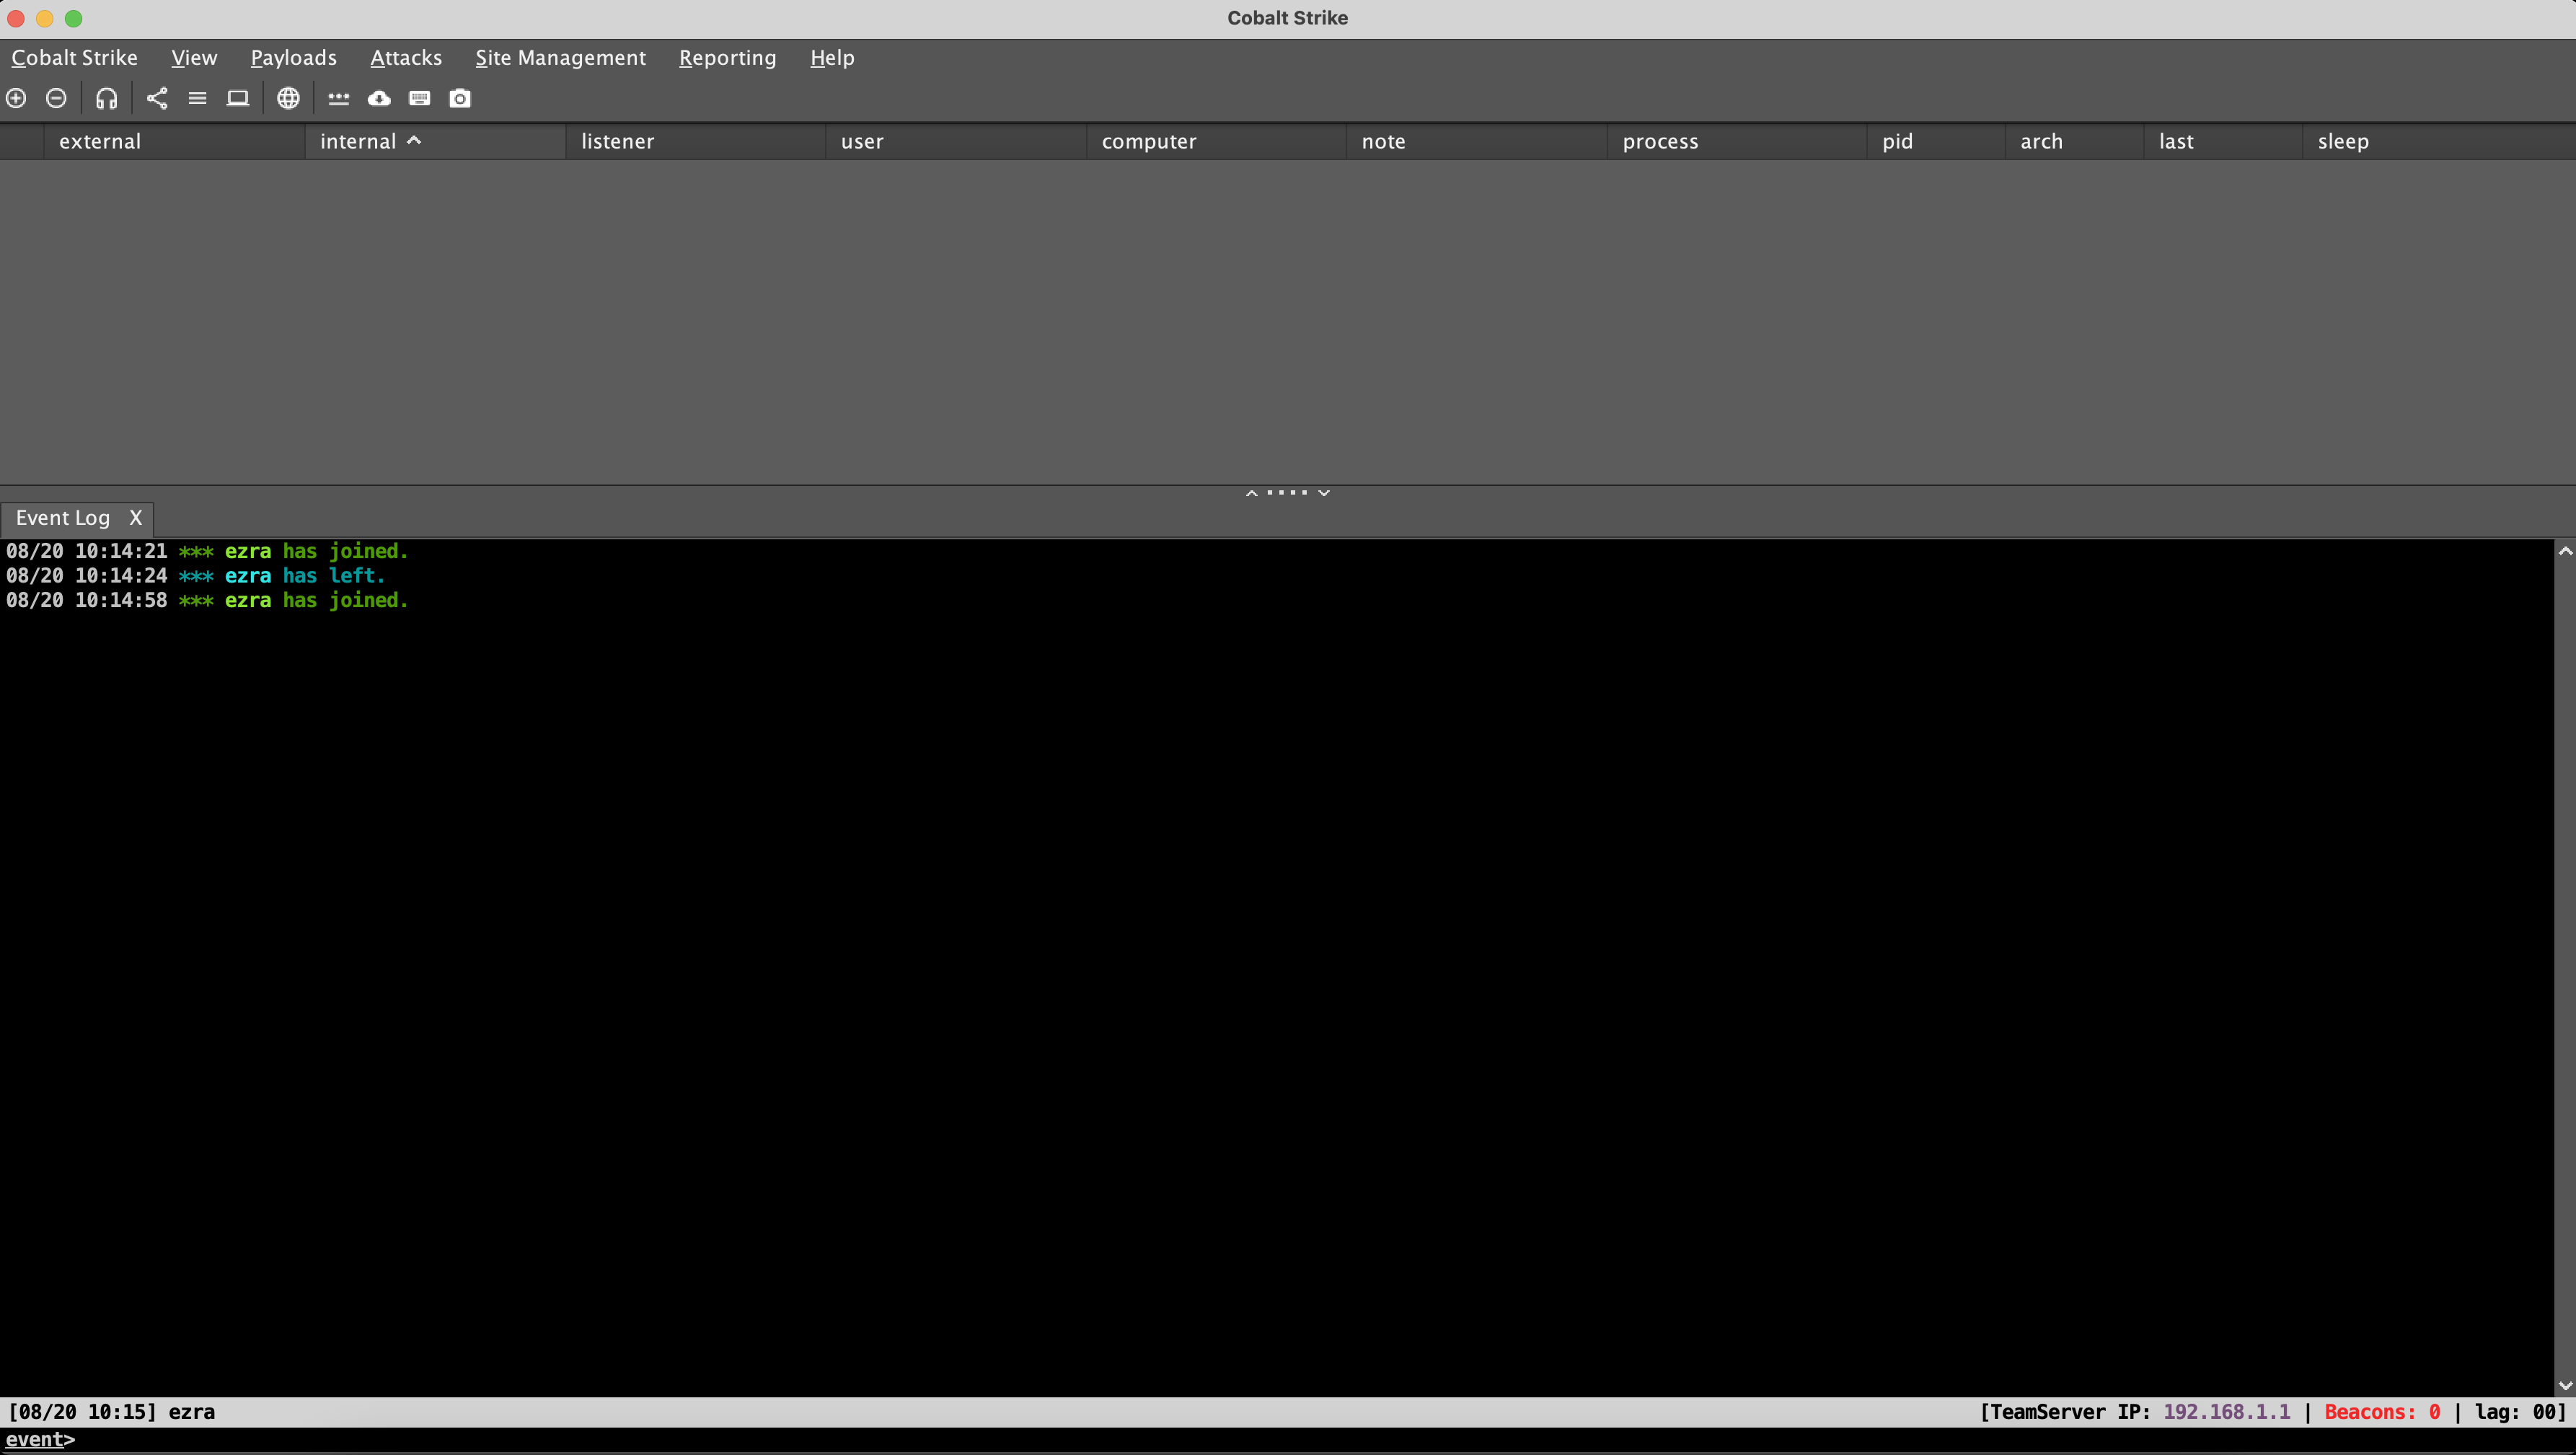 Cobalt Strike
Cobalt Strike View Payloads Attacks Site Management Reporting Help
external internal listener user computer note process pid arch last sleep
Event Log X
08/20 10:14:21 *** ezra has joined.
08/20 10:14:24 *** ezra has left.
08/20 10:14:58 *** ezra has joined.
[08/20 10:15] ezra [TeamServer IP: 192.168.1.1 | Beacons: 0 | lag: 00]
event>